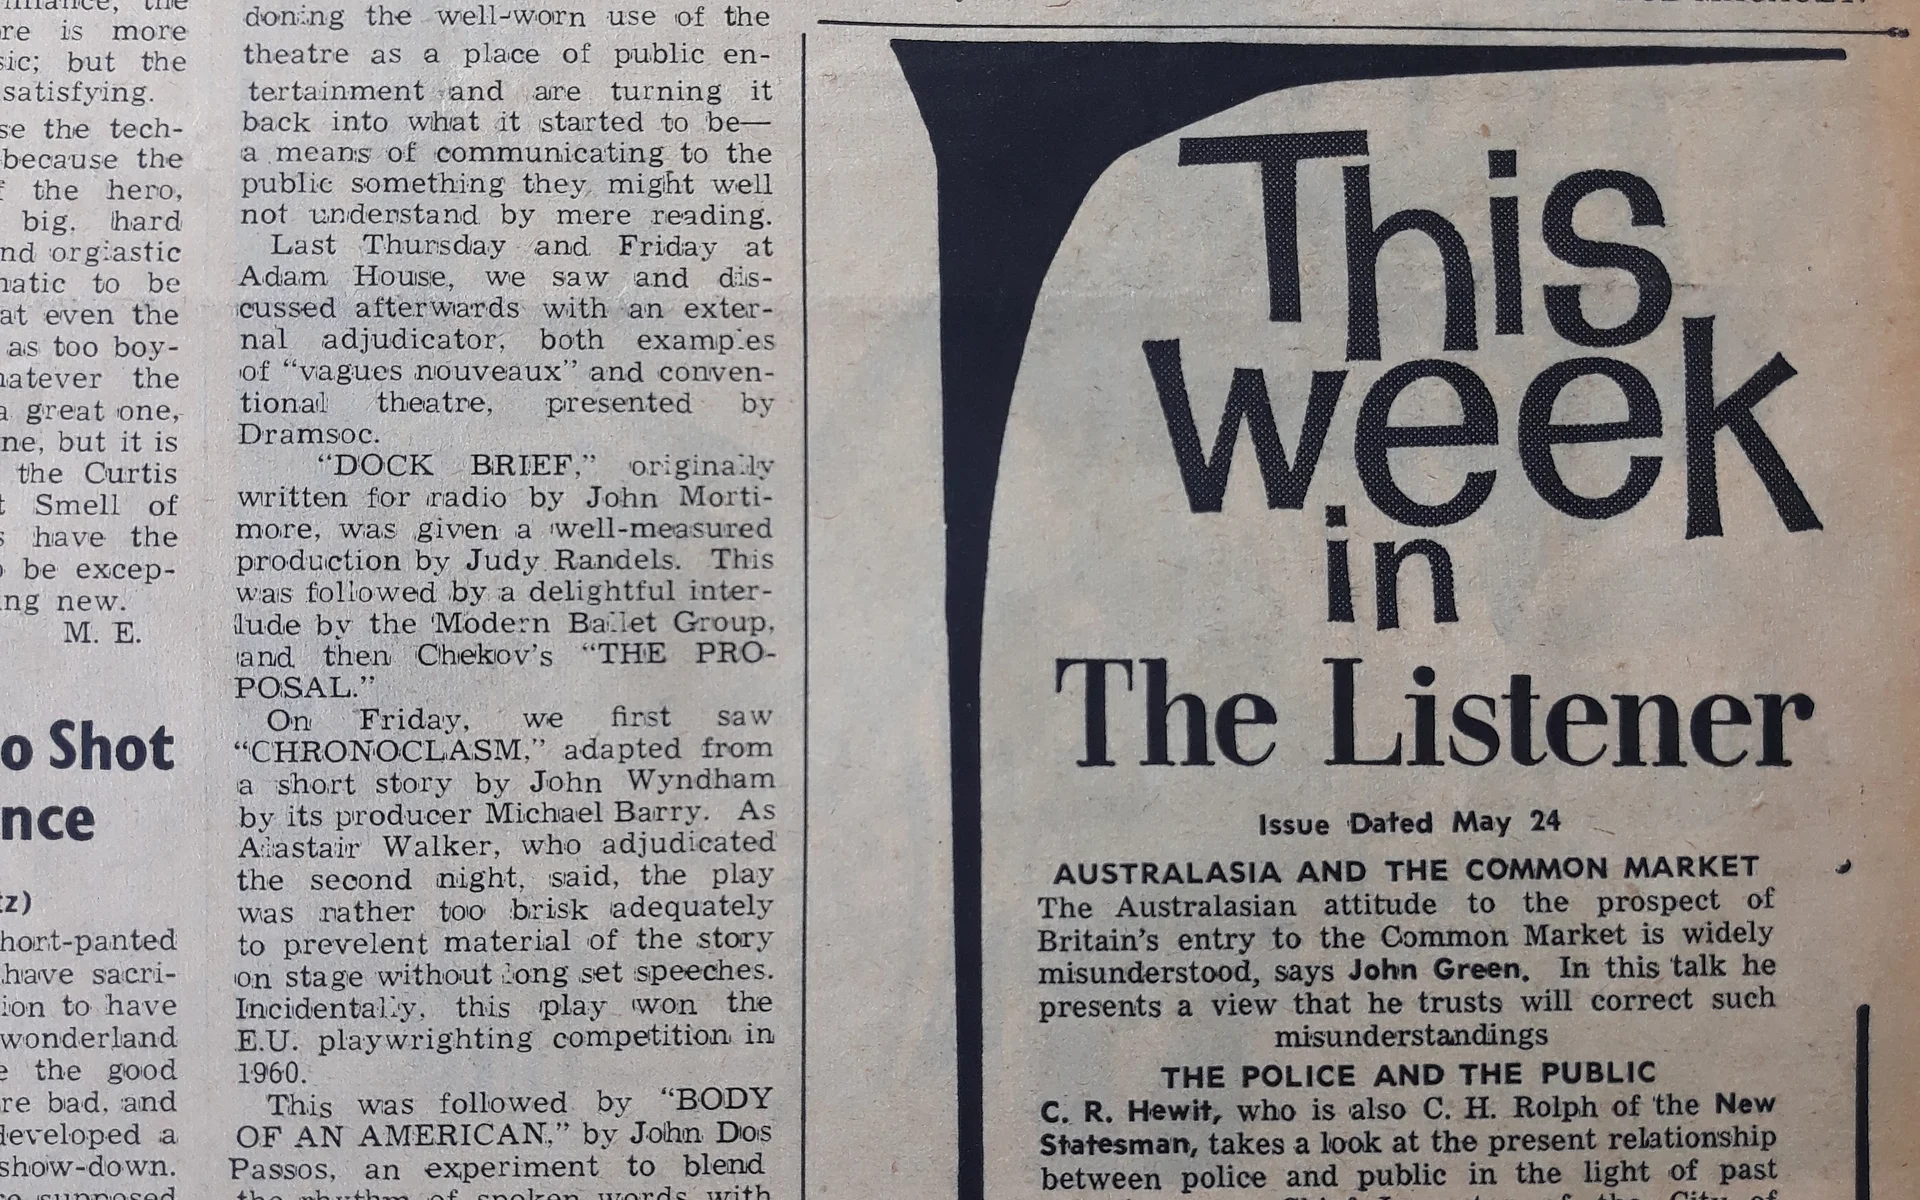 re is more
sic; but the
satisfying.
se the tech-
because the
the hero,
big, hard
nd orgiastic
matic to be
at even the
as too boy-
hatever the
a great one,
ne, but it is
the Curtis
Smell of
have the
be excep-
ng new.
M. E.
o Shot
nce
tz)
hort-panted
have sacri-
ion to have
wonderland
the good
re bad, and
developed a
show-down.
supposed
doning the well-worn use of the
theatre as a place of public en-
tertainment and are turning it
back into what it started to be—
a means of communicating to the
public something they might well
not understand by mere reading.
Last Thursday and Friday at
Adam House, we saw and dis-
cussed afterwards with an exter-
nal adjudicator, both examples
of “vagues nouveaux” and conven-
tional theatre, presented by
Dramsoc.
“DOCK BRIEF,” originally
written for radio by John Morti-
more, was given a well-measured
production by Judy Randels. This
was followed by a delightful inter-
lude by the Modern Ballet Group,
and then Chekov’s “THE PRO-
POSAL.”
On Friday, we first saw
“CHRONOCLASM,” adapted from
a short story by John Wyndham
by its producer Michael Barry. As
Alastair Walker, who adjudicated
the second night, said, the play
was rather too brisk adequately
to prevelent material of the story
on stage without long set speeches.
Incidentally, this play won the
E.U. playwrighting competition in
1960.
This was followed by “BODY
OF AN AMERICAN,” by John Dos
Passos, an experiment to blend
the rhythm of spoken words with
This
week
in
The Listener
Issue Dated May 24
AUSTRALASIA AND THE COMMON MARKET
The Australasian attitude to the prospect of
Britain’s entry to the Common Market is widely
misunderstood, says John Green. In this talk he
presents a view that he trusts will correct such
misunderstandings
THE POLICE AND THE PUBLIC
C. R. Hewit, who is also C. H. Rolph of the New
Statesman, takes a look at the present relationship
between police and public in the light of past
of the City of